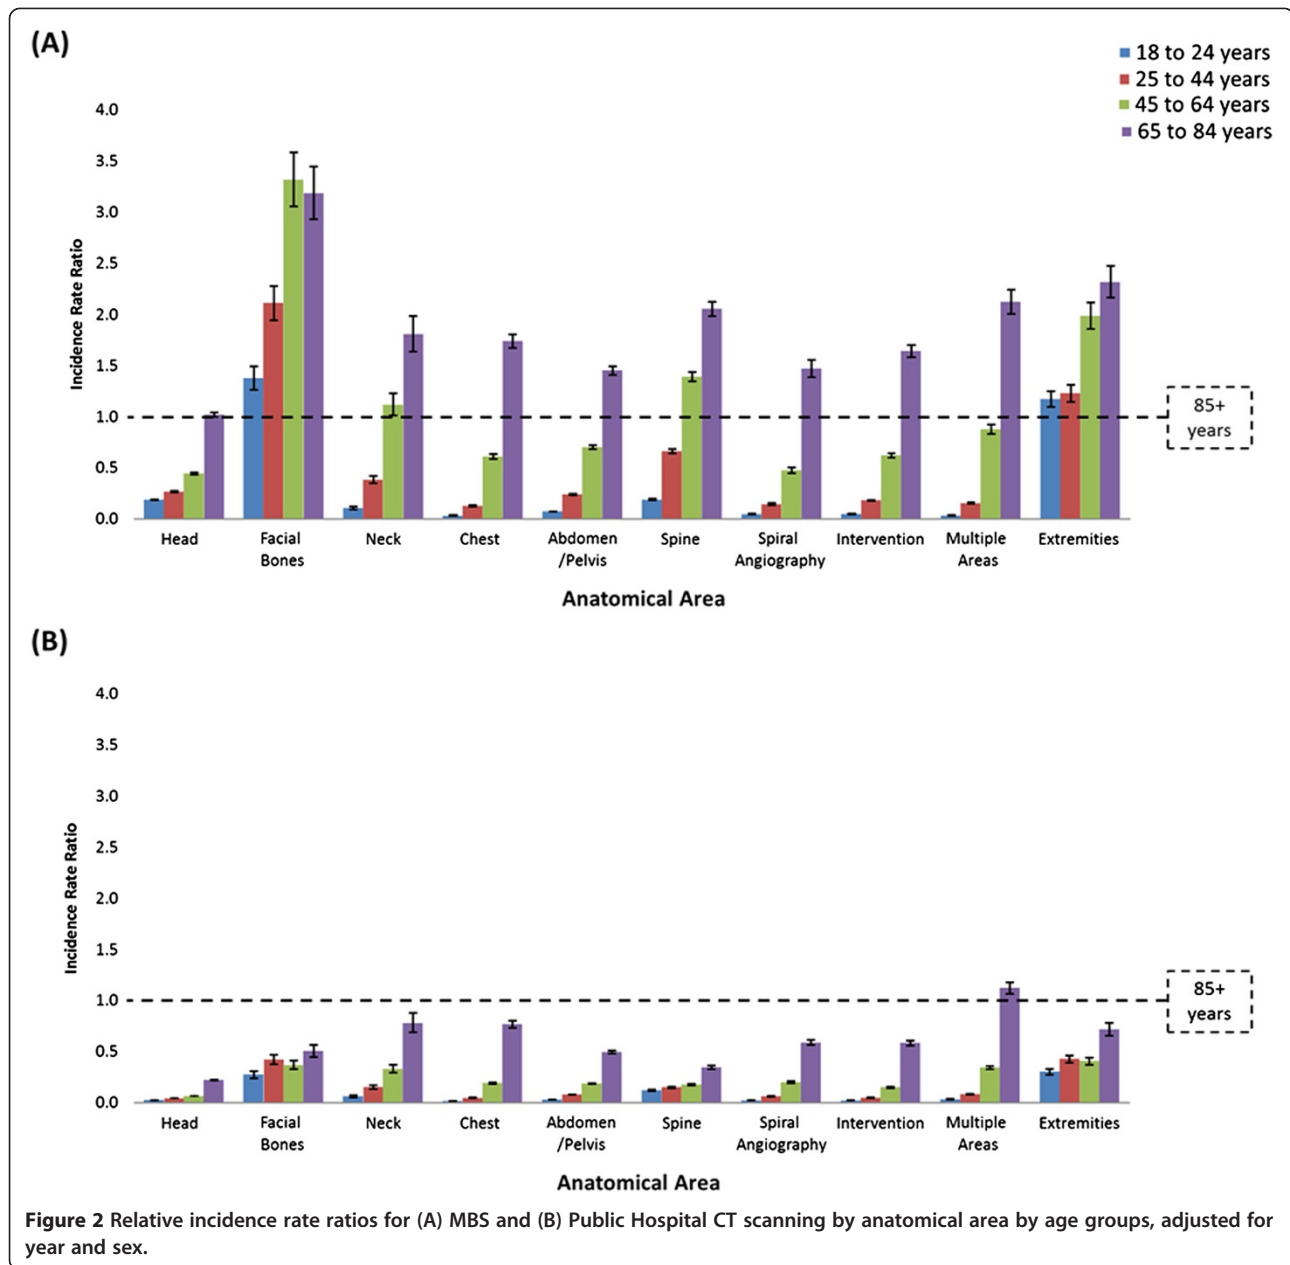 (A)
18 to 24 years
25 to 44 years
45 to 64 years
65 to 84 years
4.0
3.5
3.0
2.5
2.0
1.5
1.0
0.5
0.0
Incidence Rate Ratio
85+
years
Head
Facial
Bones
Neck
Chest
Abdomen
/Pelvis
Spine
Spiral
Angiography
Intervention
Multiple
Areas
Extremities
Anatomical Area
(B)
4.0
3.5
3.0
2.5
2.0
1.5
1.0
0.5
0.0
Incidence Rate Ratio
85+
years
Head
Facial
Bones
Neck
Chest
Abdomen
/Pelvis
Spine
Spiral
Angiography
Intervention
Multiple
Areas
Extremities
Anatomical Area
Figure 2 Relative incidence rate ratios for (A) MBS and (B) Public Hospital CT scanning by anatomical area by age groups, adjusted for
year and sex.